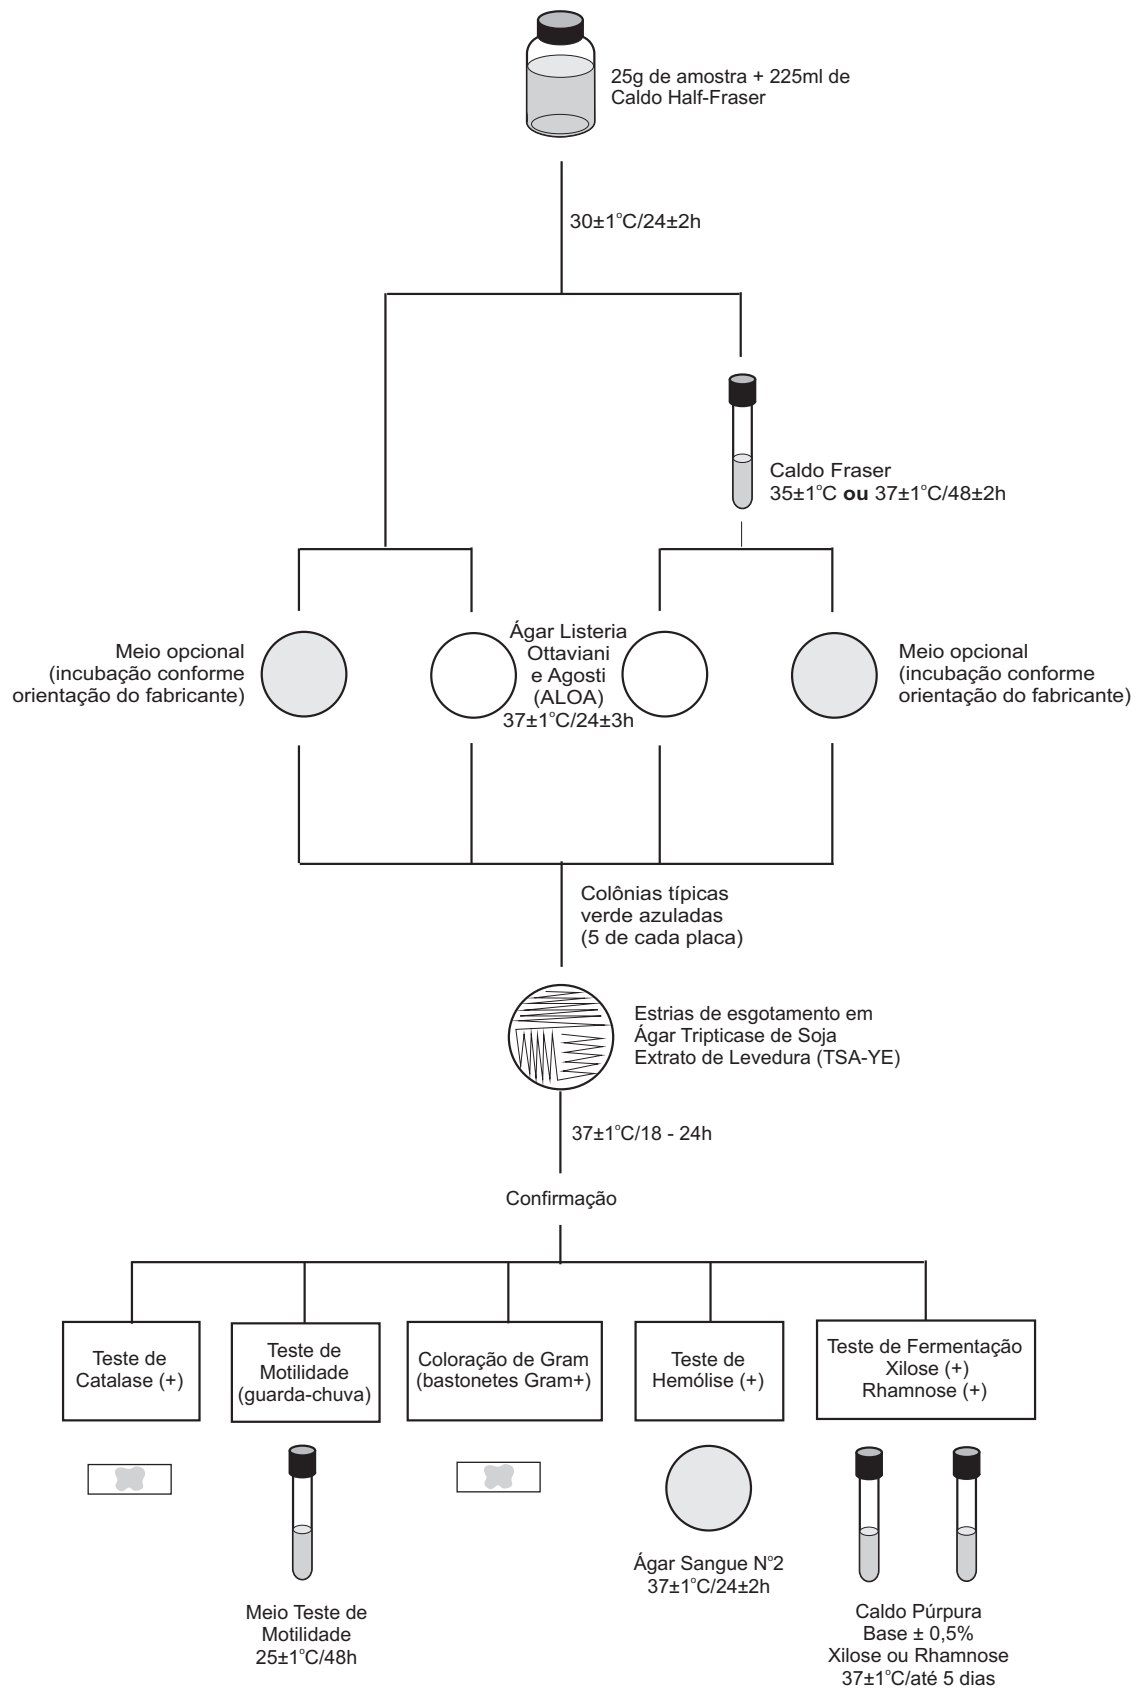 25g de amostra + 225ml de
Caldo Half-Fraser
30±1°C/24±2h
Caldo Fraser
35±1°C ou 37±1°C/48±2h
Meio opcional
(incubação conforme
orientação do fabricante)
Ágar Listeria
Ottaviani
e Agosti
(ALOA)
37±1°C/24±3h
Meio opcional
(incubação conforme
orientação do fabricante)
Colônias típicas
verde azuladas
(5 de cada placa)
Estrias de esgotamento em
Ágar Tripticase de Soja
Extrato de Levedura (TSA-YE)
37±1°C/18 - 24h
Confirmação
Teste de
Catalase (+)
Teste de
Motilidade
(guarda-chuva)
Coloração de Gram
(bastonetes Gram+)
Teste de
Hemólise (+)
Teste de Fermentação
Xilose (+)
Rhamnose (+)
Meio Teste de
Motilidade
25±1°C/48h
Ágar Sangue N°2
37±1°C/24±2h
Caldo Púrpura
Base ± 0,5%
Xilose ou Rhamnose
37±1°C/até 5 dias